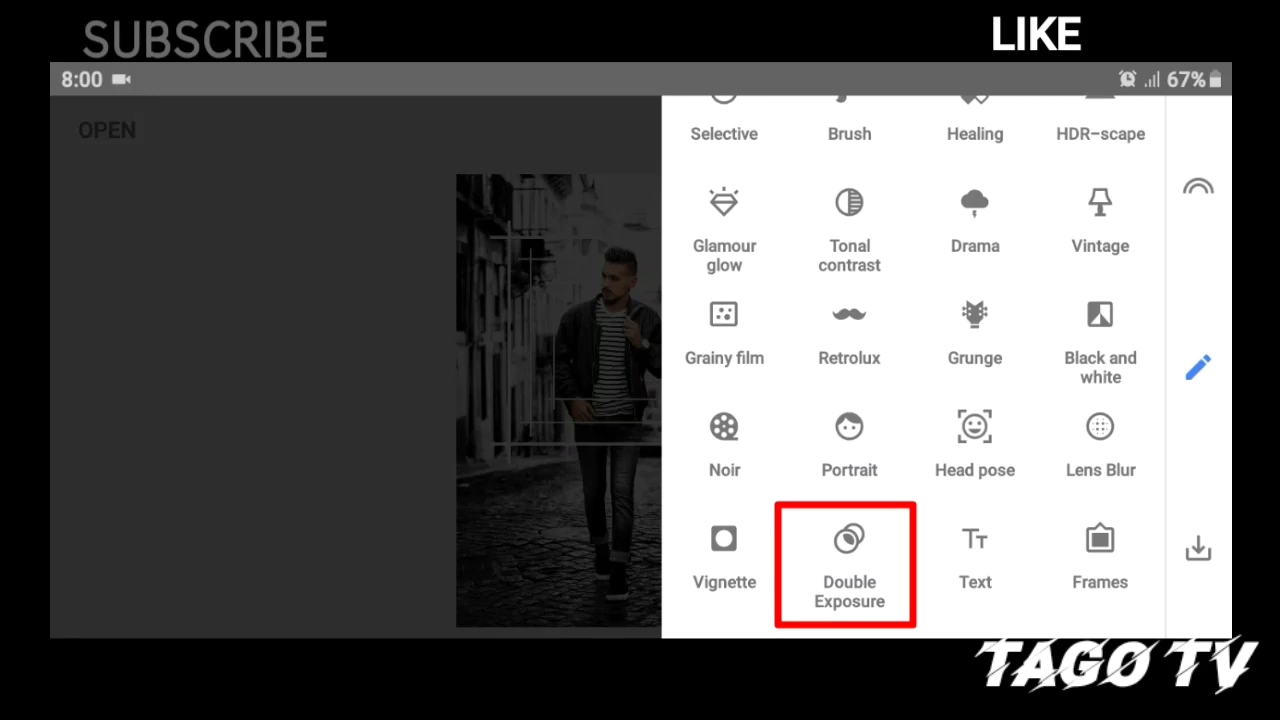 SUBSCRIBE
LIKE
8:00
67%
OPEN
Selective
Brush
Healing
HDR-scape
Glamour
glow
Tonal
contrast
Drama
Vintage
Grainy film
Retrolux
Grunge
Black and
white
Noir
Portrait
Head pose
Lens Blur
Vignette
Double
Exposure
Text
Frames
TAGO TV